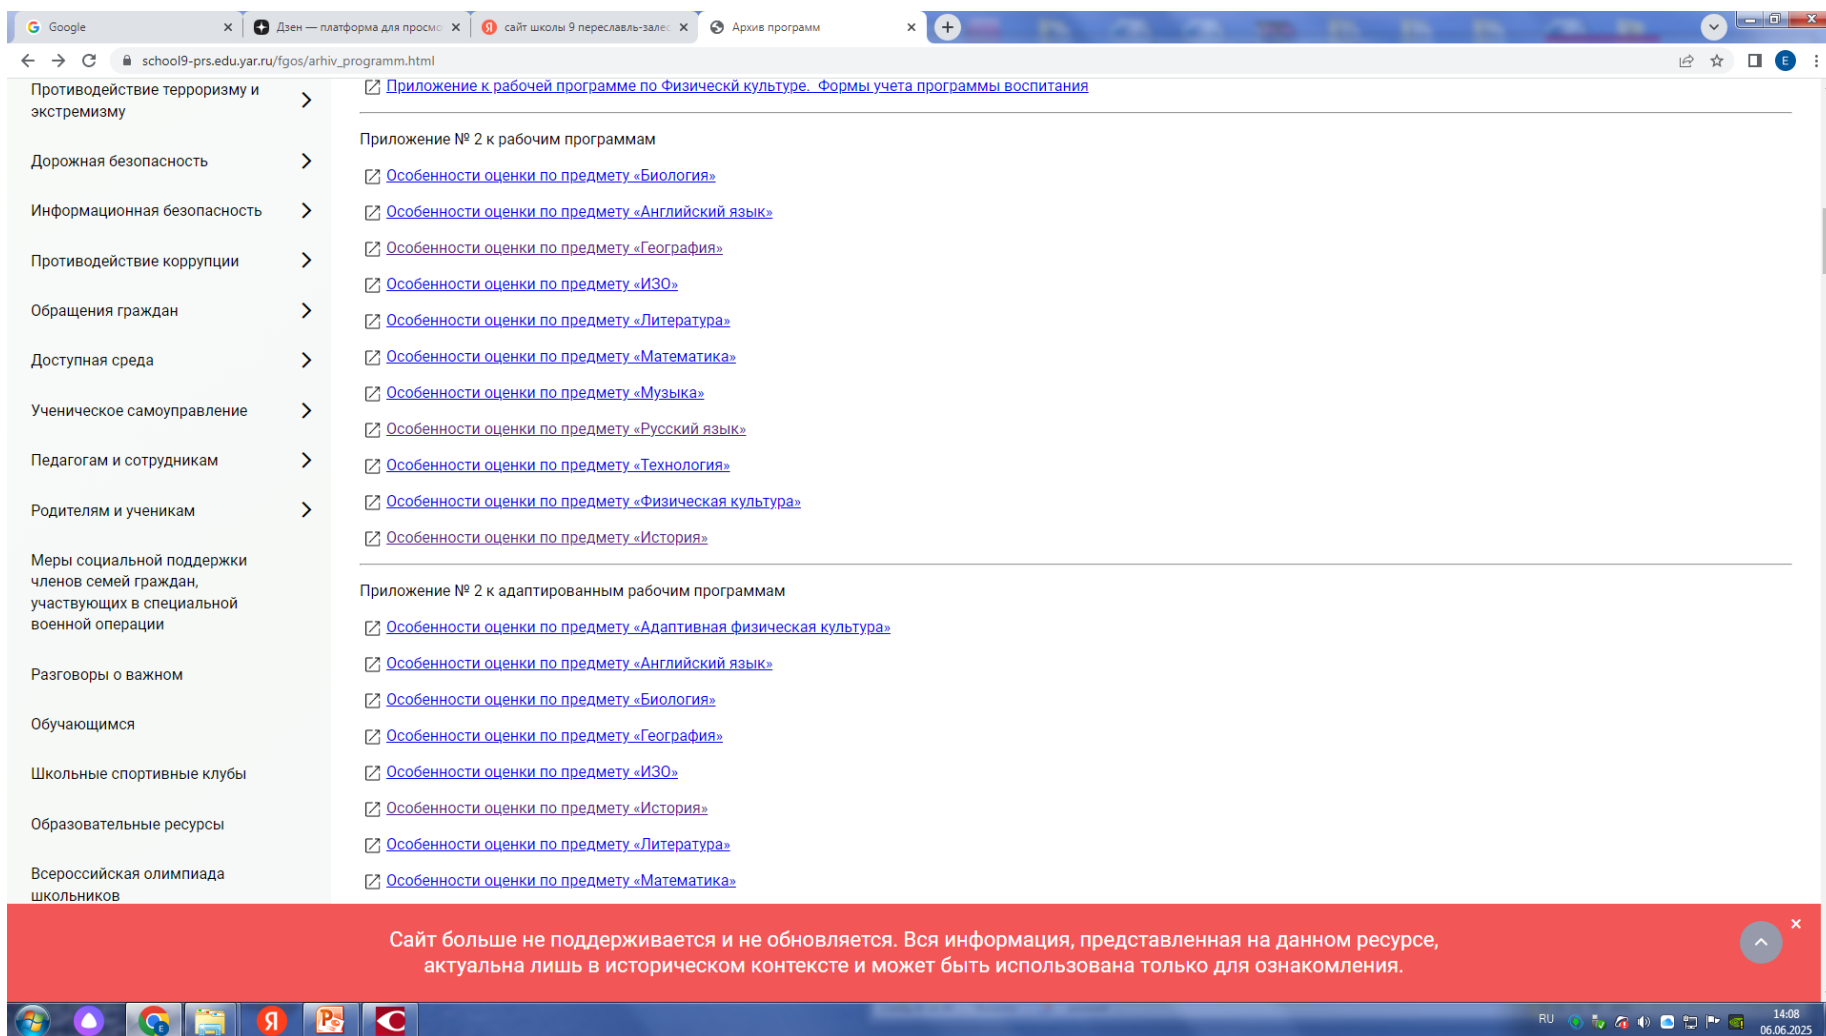 Google
Дзен — платформа для просмо
сайт школы 9 переславль-залес
Архив программ
school9-prs.edu.yar.ru/fgos/arhiv_programm.html
E
Противодействие терроризму и
экстремизму
Дорожная безопасность
Информационная безопасность
Противодействие коррупции
Обращения граждан
Доступная среда
Ученическое самоуправление
Педагогам и сотрудникам
Родителям и ученикам
Меры социальной поддержки
членов семей граждан,
участвующих в специальной
военной операции
Разговоры о важном
Обучающимся
Школьные спортивные клубы
Образовательные ресурсы
Всероссийская олимпиада
школьников
Приложение к рабочей программе по Физическй культуре. Формы учета программы воспитания
Приложение № 2 к рабочим программам
Особенности оценки по предмету «Биология»
Особенности оценки по предмету «Английский язык»
Особенности оценки по предмету «География»
Особенности оценки по предмету «ИЗО»
Особенности оценки по предмету «Литература»
Особенности оценки по предмету «Математика»
Особенности оценки по предмету «Музыка»
Особенности оценки по предмету «Русский язык»
Особенности оценки по предмету «Технология»
Особенности оценки по предмету «Физическая культура»
Особенности оценки по предмету «История»
Приложение № 2 к адаптированным рабочим программам
Особенности оценки по предмету «Адаптивная физическая культура»
Особенности оценки по предмету «Английский язык»
Особенности оценки по предмету «Биология»
Особенности оценки по предмету «География»
Особенности оценки по предмету «ИЗО»
Особенности оценки по предмету «История»
Особенности оценки по предмету «Литература»
Особенности оценки по предмету «Математика»
Сайт больше не поддерживается и не обновляется. Вся информация, представленная на данном ресурсе,
актуальна лишь в историческом контексте и может быть использована только для ознакомления.
RU
14:08
06.06.2025